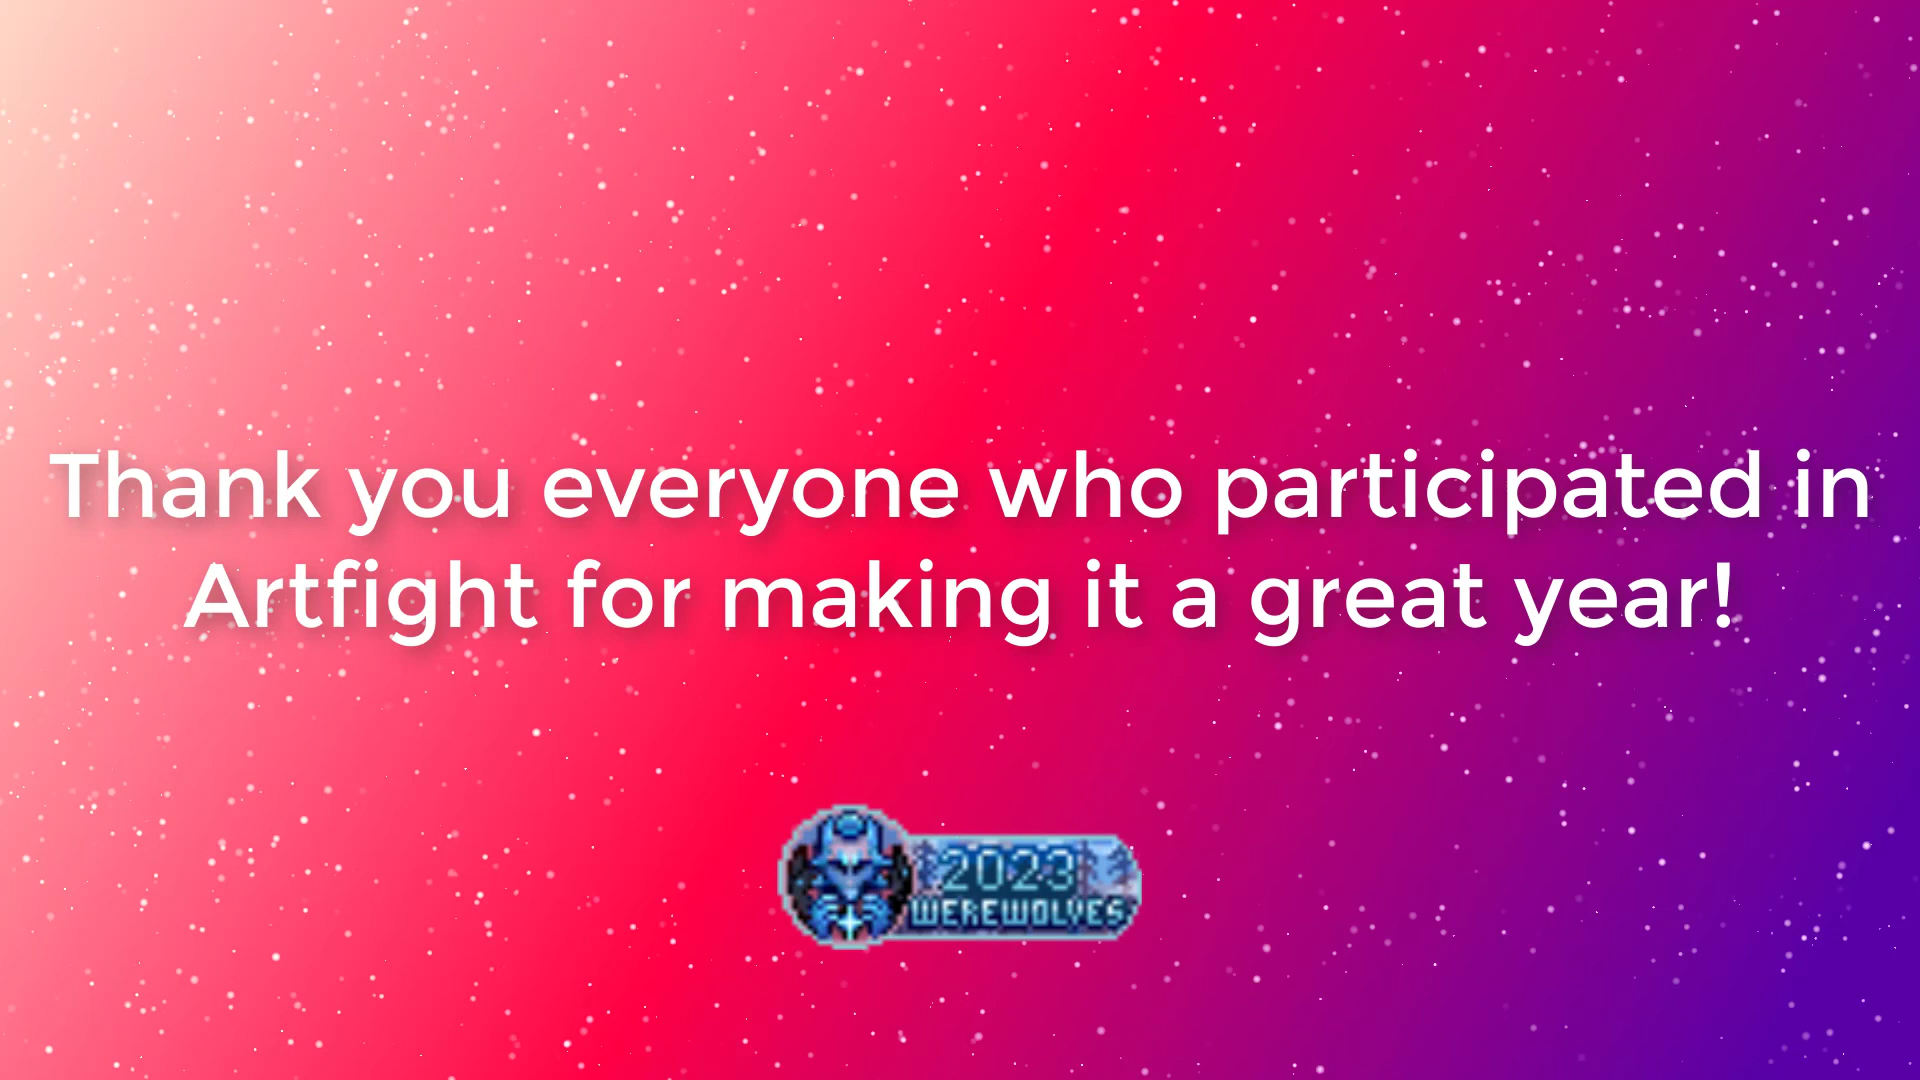 Thank you everyone who participated in
Artfight for making it a great year!
2023
WEREWOLVES